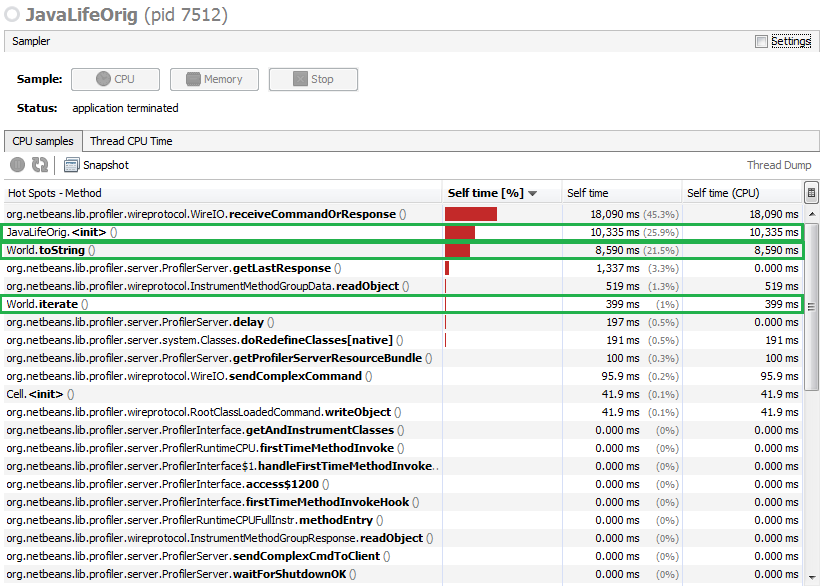 JavaLifeOrig (pid 7512)
Sampler Settings
Sample: CPU Memory Stop
Status: application terminated
CPU samples Thread CPU Time
Snapshot Thread Dump
Hot Spots - Method Self time [%] Self time Self time (CPU)
org.netbeans.lib.profiler.wireprotocol.WireIO.receiveCommandOrResponse () 18,090 ms (45.3%) 18,090 ms
JavaLifeOrig.<init> () 10,335 ms (25.9%) 10,335 ms
World.toString () 8,590 ms (21.5%) 8,590 ms
org.netbeans.lib.profiler.server.ProfilerServer.getLastResponse () 1,337 ms (3.3%) 0.000 ms
org.netbeans.lib.profiler.wireprotocol.InstrumentMethodGroupData.readObject () 519 ms (1.3%) 519 ms
World.iterate () 399 ms (1%) 399 ms
org.netbeans.lib.profiler.server.ProfilerServer.delay () 197 ms (0.5%) 0.000 ms
org.netbeans.lib.profiler.server.system.Classes.doRedefineClasses[native] () 191 ms (0.5%) 191 ms
org.netbeans.lib.profiler.server.ProfilerServer.getProfilerServerResourceBundle () 100 ms (0.3%) 100 ms
org.netbeans.lib.profiler.wireprotocol.WireIO.sendComplexCommand () 95.9 ms (0.2%) 95.9 ms
Cell.<init> () 41.9 ms (0.1%) 41.9 ms
org.netbeans.lib.profiler.wireprotocol.RootClassLoadedCommand.writeObject () 41.9 ms (0.1%) 41.9 ms
org.netbeans.lib.profiler.server.ProfilerInterface.getAndInstrumentClasses () 0.000 ms (0%) 0.000 ms
org.netbeans.lib.profiler.server.ProfilerRuntimeCPU.firstTimeMethodInvoke () 0.000 ms (0%) 0.000 ms
org.netbeans.lib.profiler.server.ProfilerInterface$1.handleFirstTimeMethodInvoke.. 0.000 ms (0%) 0.000 ms
org.netbeans.lib.profiler.server.ProfilerInterface.access$1200 () 0.000 ms (0%) 0.000 ms
org.netbeans.lib.profiler.server.ProfilerInterface.firstTimeMethodInvokeHook () 0.000 ms (0%) 0.000 ms
org.netbeans.lib.profiler.server.ProfilerRuntimeCPUFullInstr.methodEntry () 0.000 ms (0%) 0.000 ms
org.netbeans.lib.profiler.wireprotocol.InstrumentMethodGroupResponse.readObject () 0.000 ms (0%) 0.000 ms
org.netbeans.lib.profiler.server.ProfilerServer.sendComplexCmdToClient () 0.000 ms (0%) 0.000 ms
org.netbeans.lib.profiler.server.ProfilerServer.waitForShutdownOK () 0.000 ms (0%) 0.000 ms